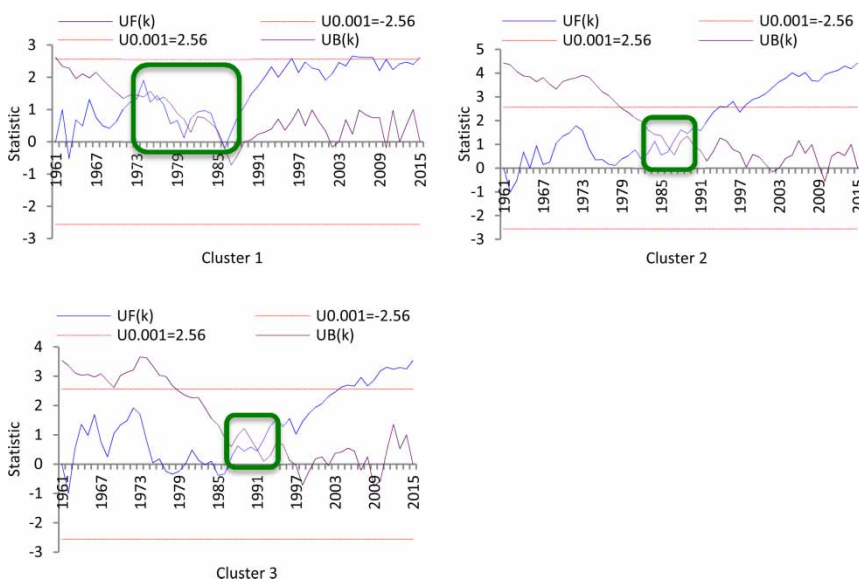 UF(k) U0.001=-2.56
U0.001=2.56 UB(k)
3
2
1
0
-1
-2
-3
Statistic
1961 1967 1973 1979 1985 1991 1997 2003 2009 2015
Cluster 1
UF(k) U0.001=-2.56
U0.001=2.56 UB(k)
5
4
3
2
1
0
-1
-2
-3
Statistic
1961 1967 1973 1979 1985 1991 1997 2003 2009 2015
Cluster 2
UF(k) U0.001=-2.56
U0.001=2.56 UB(k)
4
3
2
1
0
-1
-2
-3
Statistic
1961 1967 1973 1979 1985 1991 1997 2003 2009 2015
Cluster 3